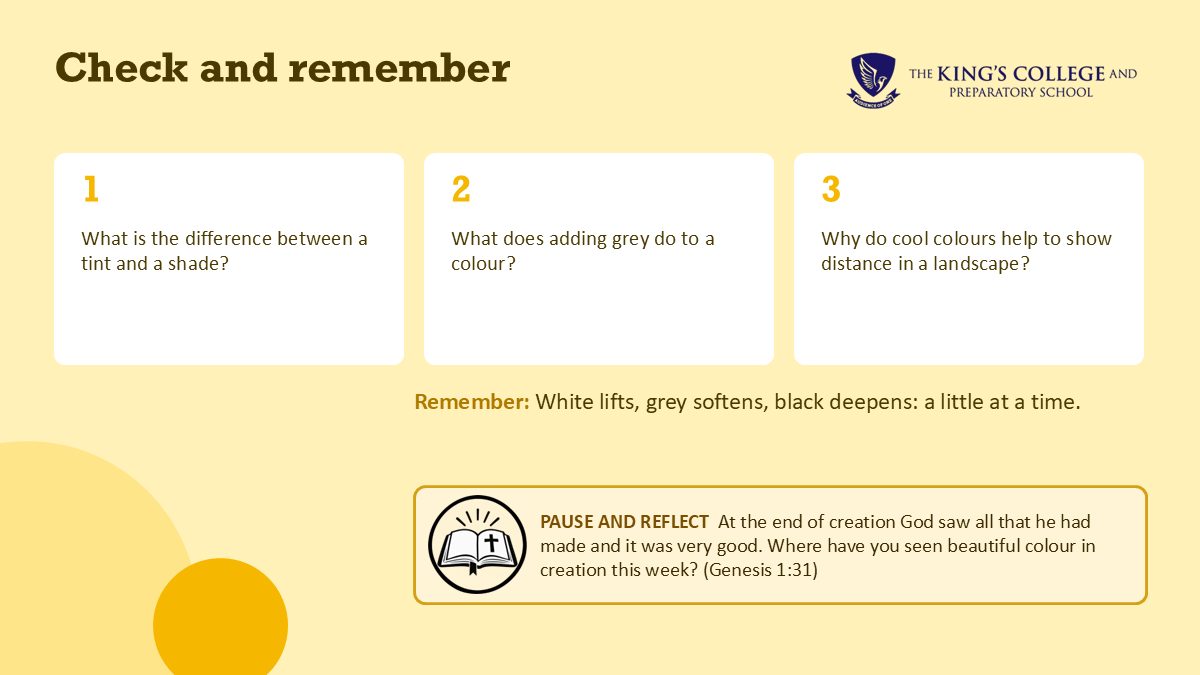 Check and remember
THE KING'S COLLEGE AND
PREPARATORY SCHOOL
AUDIENCE OF ONE
1
What is the difference between a
tint and a shade?
2
What does adding grey do to a
colour?
3
Why do cool colours help to show
distance in a landscape?
Remember: White lifts, grey softens, black deepens: a little at a time.
PAUSE AND REFLECT At the end of creation God saw all that he had
made and it was very good. Where have you seen beautiful colour in
creation this week? (Genesis 1:31)